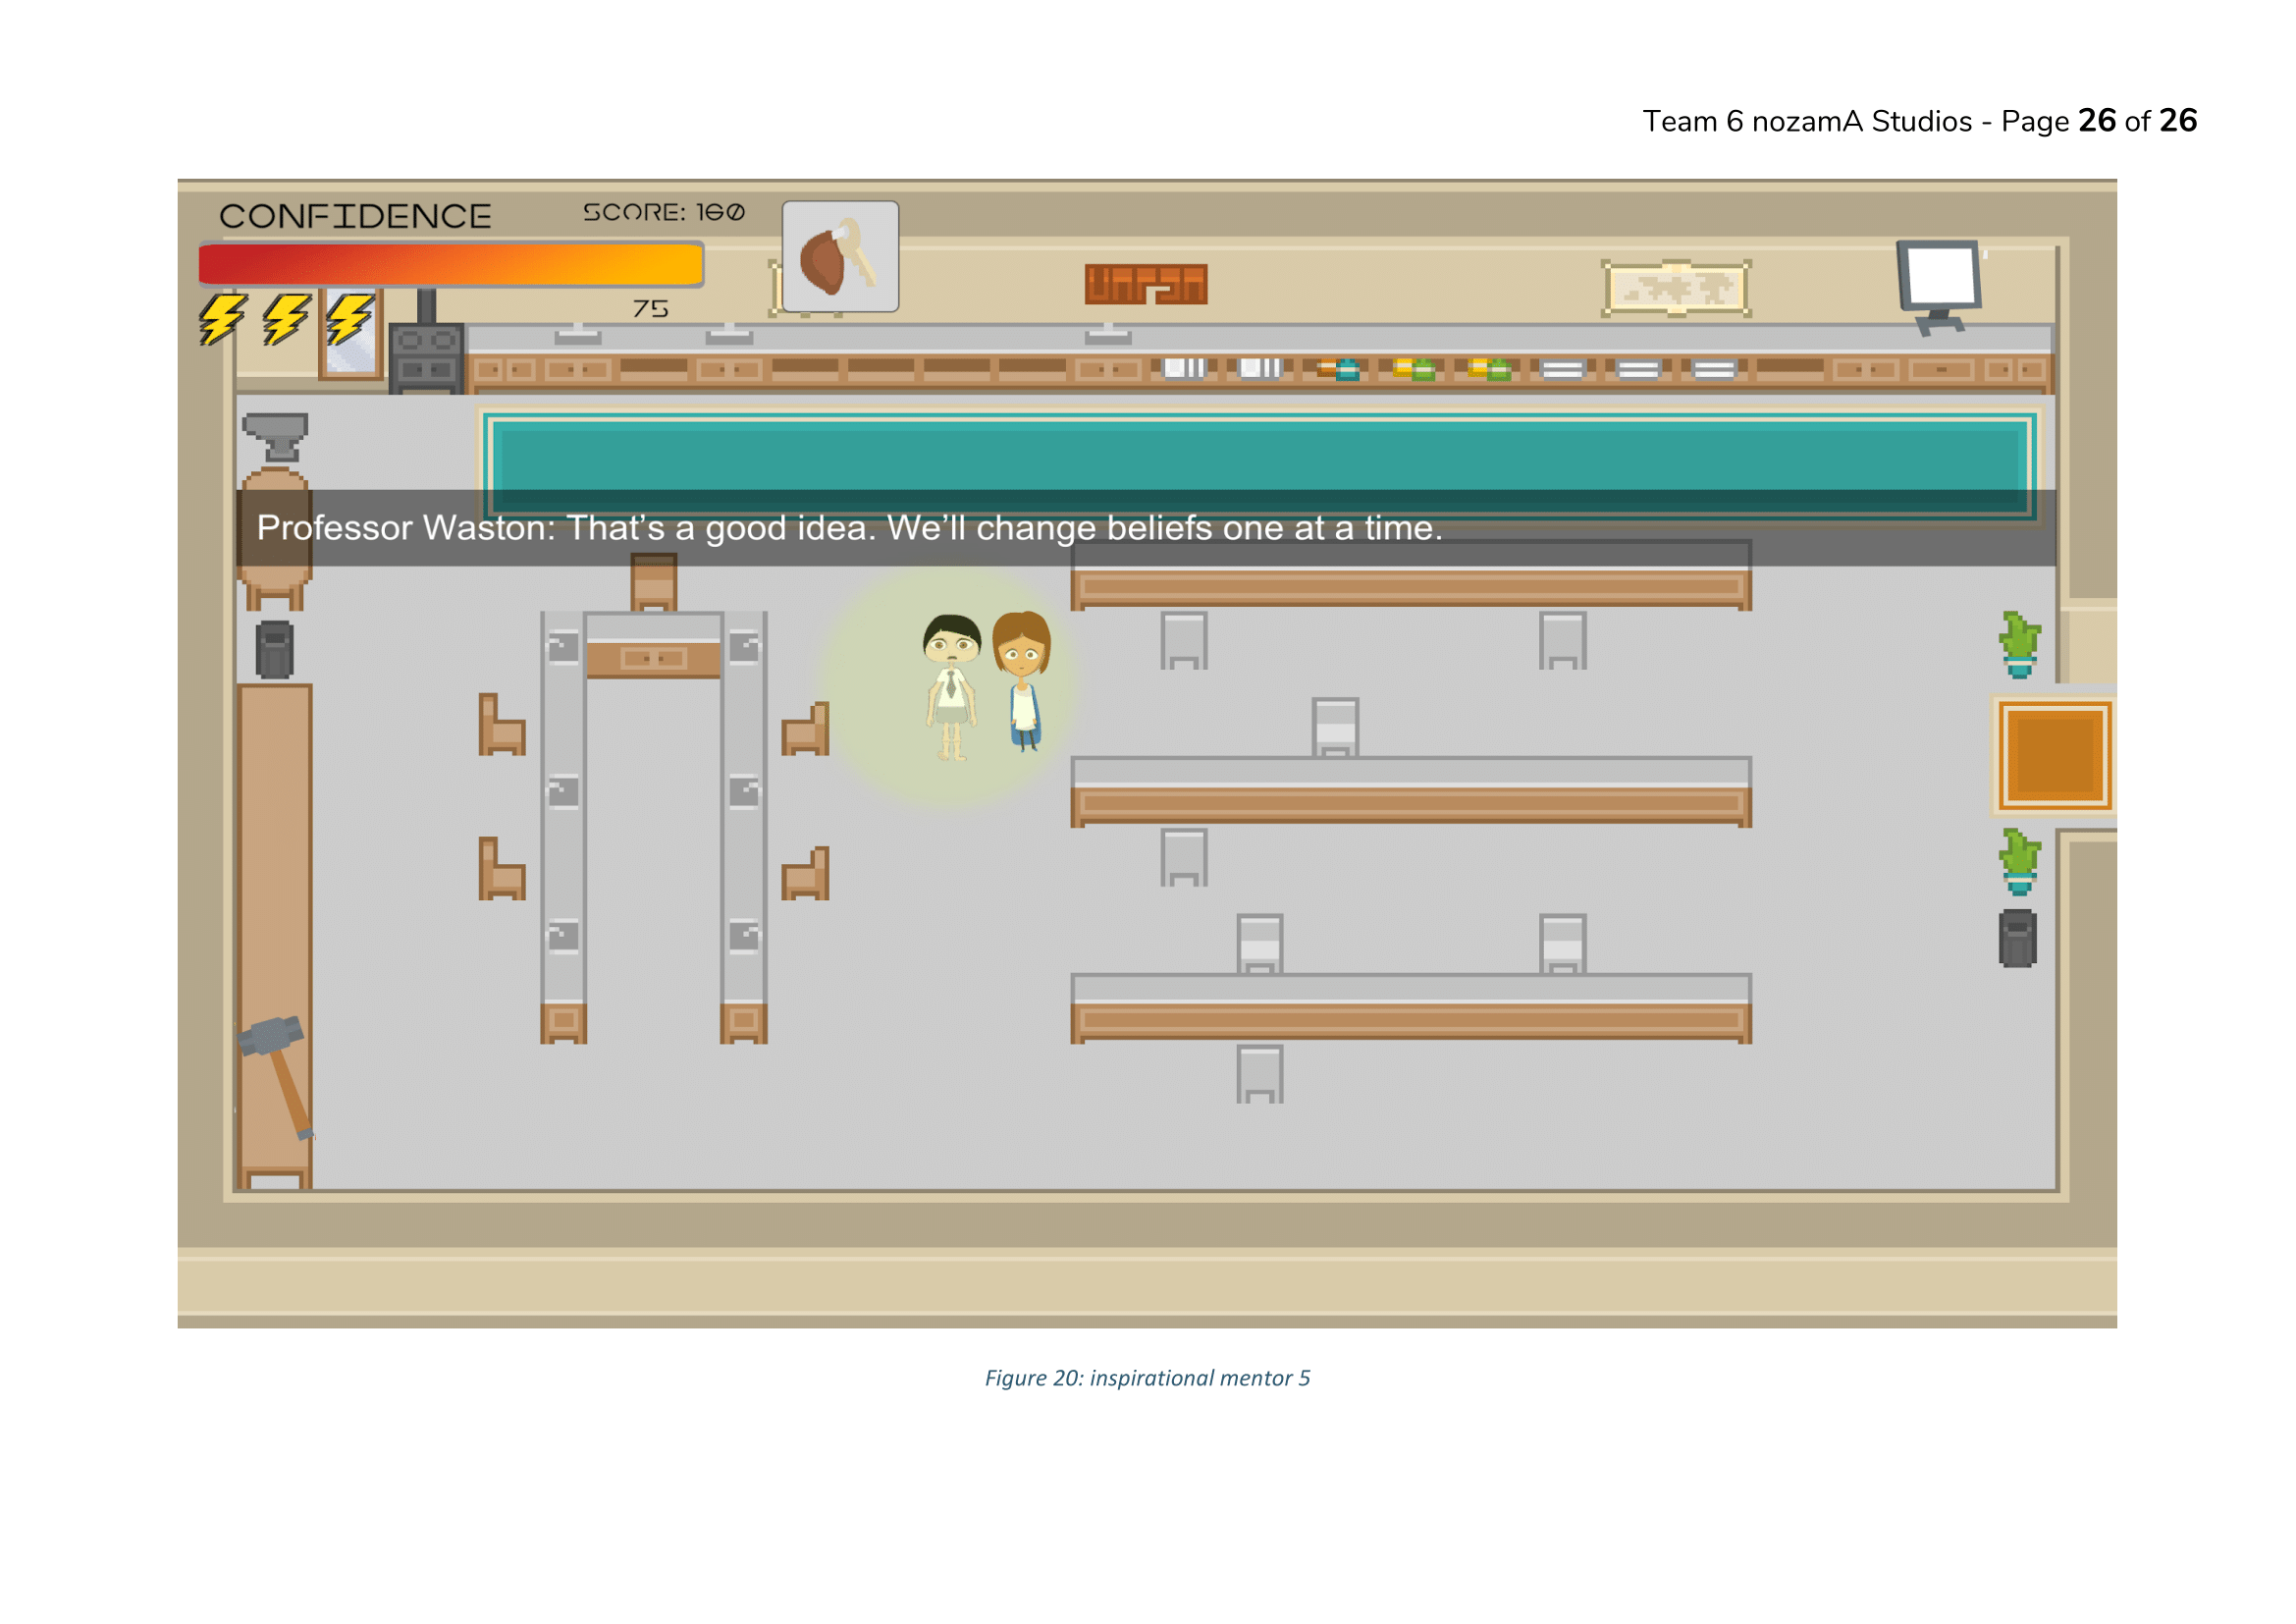 Team 6 nozamA Studios - Page 26 of 26
CONFIDENCE
SCORE: 160
75
Professor Waston: That's a good idea. We'll change beliefs one at a time.
Figure 20: inspirational mentor 5